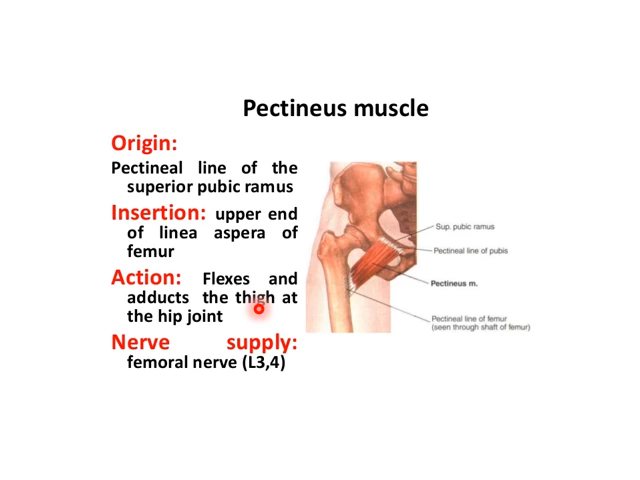 Pectineus muscle
Origin:
Pectineal line of the
superior pubic ramus
Insertion: upper end
of linea aspera of
femur
Action: Flexes and
adducts the thigh at
the hip joint
Nerve supply:
femoral nerve (L3,4)
Sup. pubic ramus
Pectineal line of pubis
Pectineus m.
Pectineal line of femur
(seen through shaft of femur)